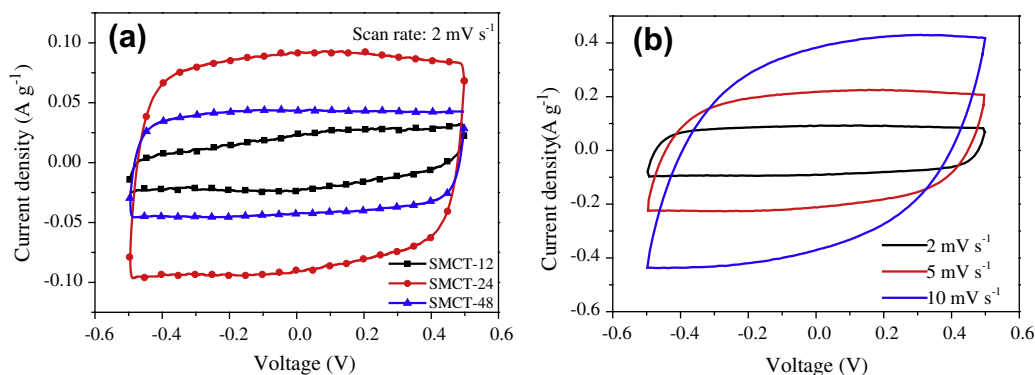 (a)
Scan rate: 2 mV s⁻¹
0.10
0.05
0.00
-0.05
-0.10
Current density (A g⁻¹)
SMCT-12
SMCT-24
SMCT-48
-0.6
-0.4
-0.2
0.0
0.2
0.4
0.6
Voltage (V)
(b)
0.4
0.2
0.0
-0.2
-0.4
-0.6
Current density(A g⁻¹)
2 mV s⁻¹
5 mV s⁻¹
10 mV s⁻¹
-0.6
-0.4
-0.2
0.0
0.2
0.4
0.6
Voltage (V)